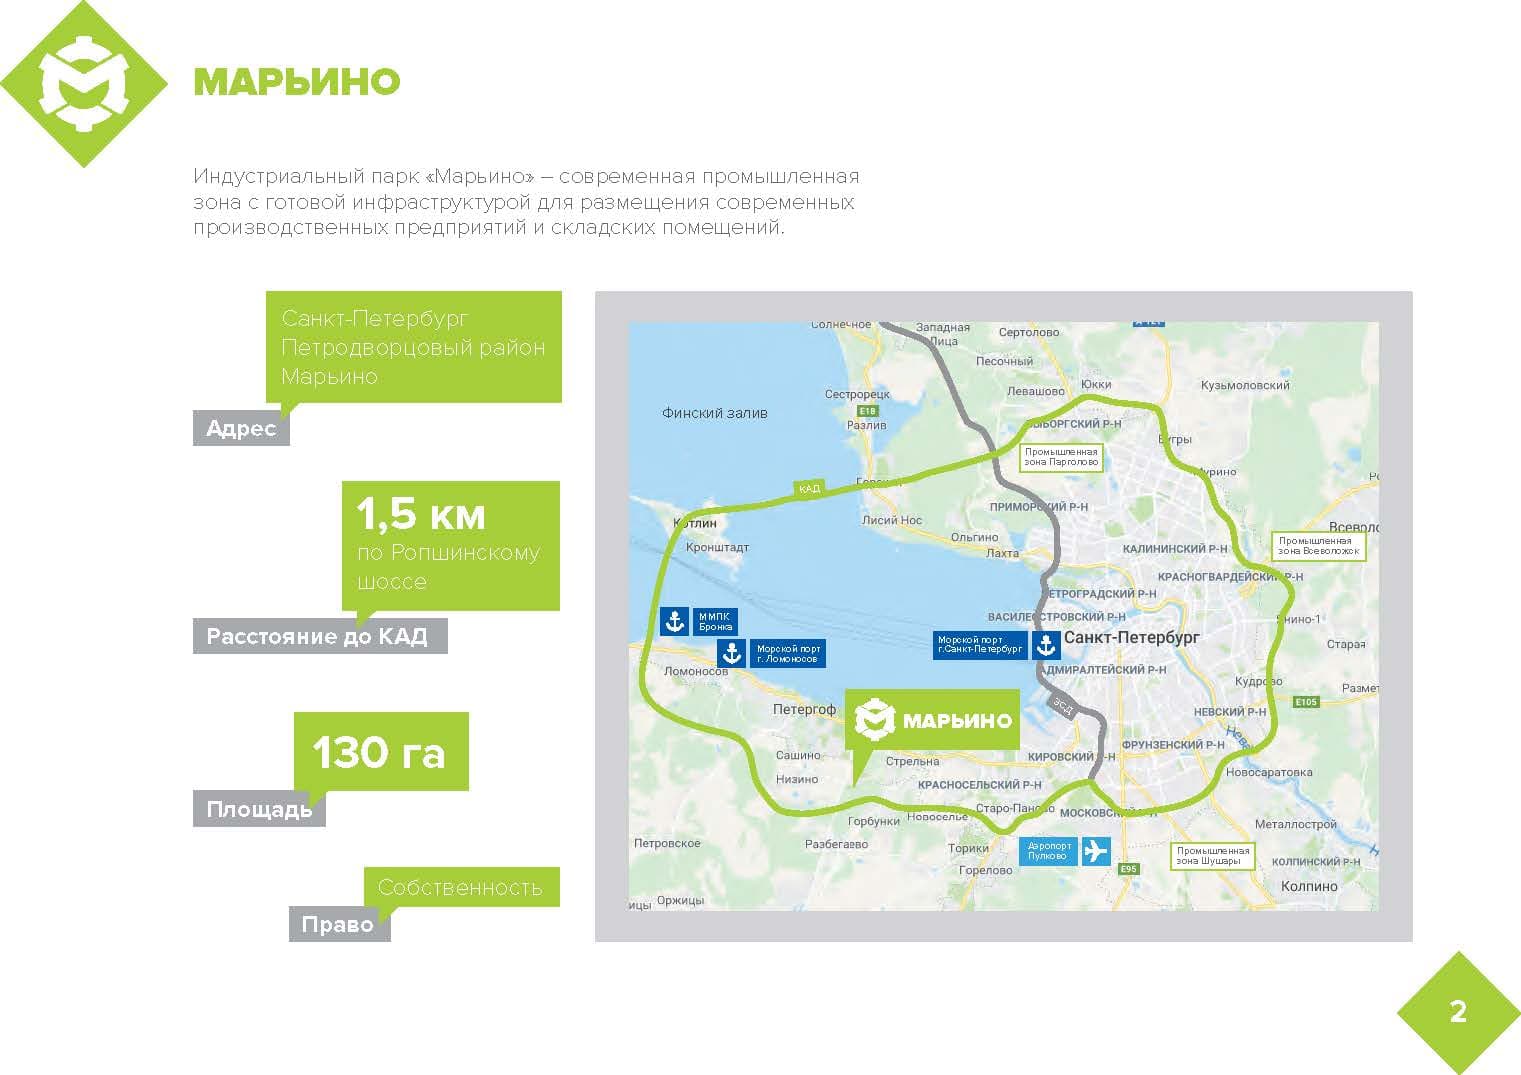 МАРЬИНО
Индустриальный парк «Марьино» – современная промышленная
зона с готовой инфраструктурой для размещения современных
производственных предприятий и складских помещений.
Санкт-Петербург
Петродворцовый район
Марьино
Адрес
1,5 км
по Ропшинскому
шоссе
Расстояние до КАД
130 га
Площадь
Собственность
Право
Солнечное
Западная
Лица
Сертолово
Песочный
Левашово
Юкки
Кузьмоловский
Сестрорецк
E18
Разлив
Финский залив
ЫБОРГСКИЙ Р-Н
Бугры
Промышленная
зона Парголово
Мурино
КАД
Лисий Нос
ПРИМОРСКИЙ Р-Н
Котлин
Кронштадт
Ольгино
Лахта
Всеволо
КАЛИНИНСКИЙ Р-Н
Промышленная
зона Всеволожск
КРАСНОГВАРДЕЙСКИЙ Р-Н
ЕТРОГРАДСКИЙ Р-Н
ВАСИЛЕОСТРОВСКИЙ Р-Н
Янино-1
ММПК
Бронка
Морской порт
г. Ломоносов
Морской порт
г.Санкт-Петербург
Санкт-Петербург
Старая
Ломоносов
АДМИРАЛТЕЙСКИЙ Р-Н
Кудрово
Размет
E105
Петергоф
МАРЬИНО
ЗСД
НЕВСКИЙ Р-Н
Нева
ФРУНЗЕНСКИЙ Р-Н
Сашино
Стрельна
КИРОВСКИЙ Р-Н
Низино
КРАСНОСЕЛЬСКИЙ Р-Н
Новосаратовка
Горбунки
Новоселье
Старо-Паново
МОСКОВСКИЙ Р-Н
Металлострой
Петровское
Разбегаево
Торики
Аэропорт
Пулково
Горелово
E95
Промышленная
зона Шушары
КОЛПИНСКИЙ Р-Н
Колпино
ицы
Оржицы
2